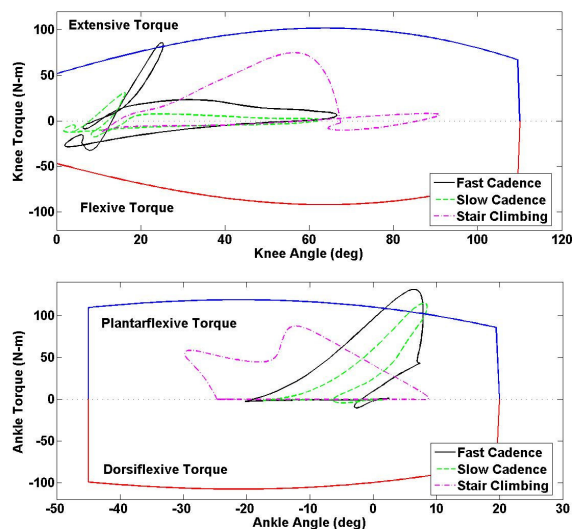 Extensive Torque
100
50
0
-50
-100
Knee Torque (N-m)
Flexive Torque
Fast Cadence
Slow Cadence
Stair Climbing
0 20 40 60 80 100 120
Knee Angle (deg)
Plantarflexive Torque
100
50
0
-50
-100
Ankle Torque (N-m)
Dorsiflexive Torque
Fast Cadence
Slow Cadence
Stair Climbing
-50 -40 -30 -20 -10 0 10 20 30
Ankle Angle (deg)